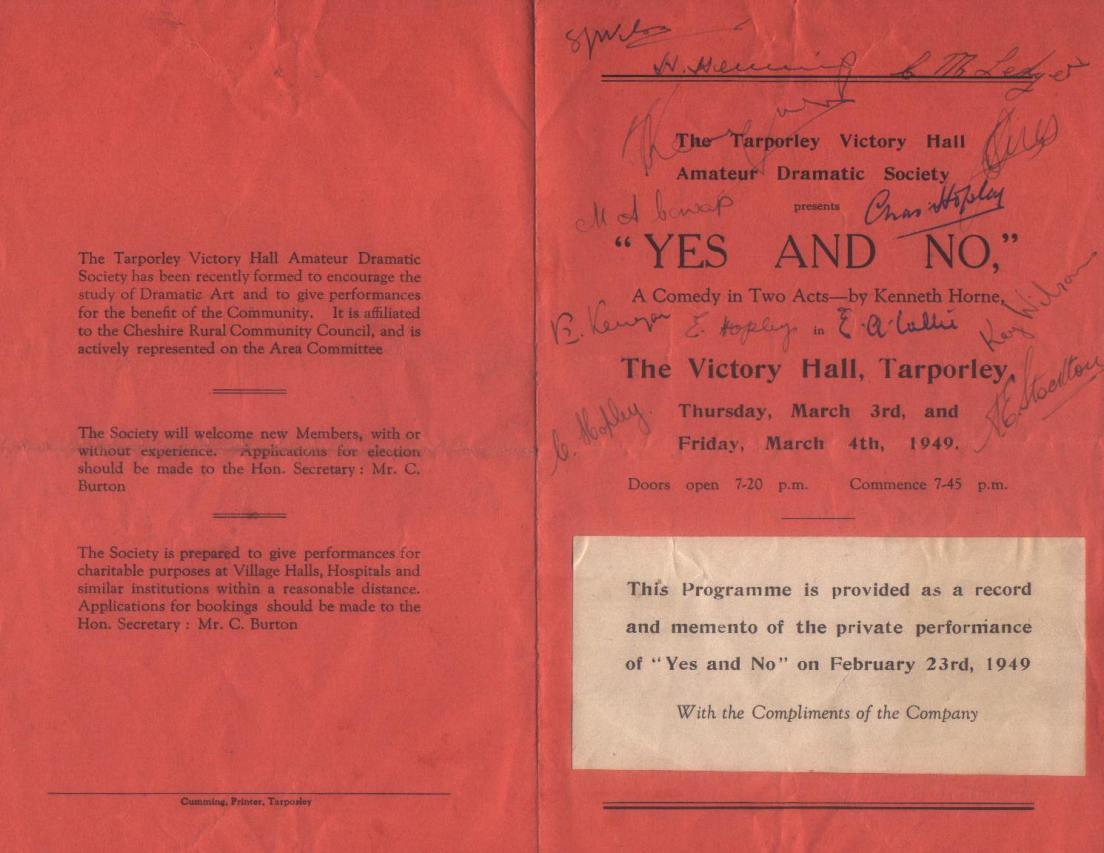 The Tarporley Victory Hall Amateur Dramatic
Society has been recently formed to encourage the
study of Dramatic Art and to give performances
for the benefit of the Community. It is affiliated
to the Cheshire Rural Community Council, and is
actively represented on the Area Committee
The Society will welcome new Members, with or
without experience. Applications for election
should be made to the Hon. Secretary : Mr. C.
Burton
The Society is prepared to give performances for
charitable purposes at Village Halls, Hospitals and
similar institutions within a reasonable distance.
Applications for bookings should be made to the
Hon. Secretary : Mr. C. Burton
Cumming, Printer, Tarporley
H. Hemming
The Tarporley Victory Hall
Amateur Dramatic Society
presents
Chas Hopley
"YES AND NO,"
A Comedy in Two Acts—by Kenneth Horne,
Kay Wilson
B. Kenyon
E. Hopley
in
The Victory Hall, Tarporley,
Stockton
C. Hopley
Thursday, March 3rd, and
Friday, March 4th, 1949.
Doors open 7-20 p.m. Commence 7-45 p.m.
This Programme is provided as a record
and memento of the private performance
of "Yes and No" on February 23rd, 1949
With the Compliments of the Company